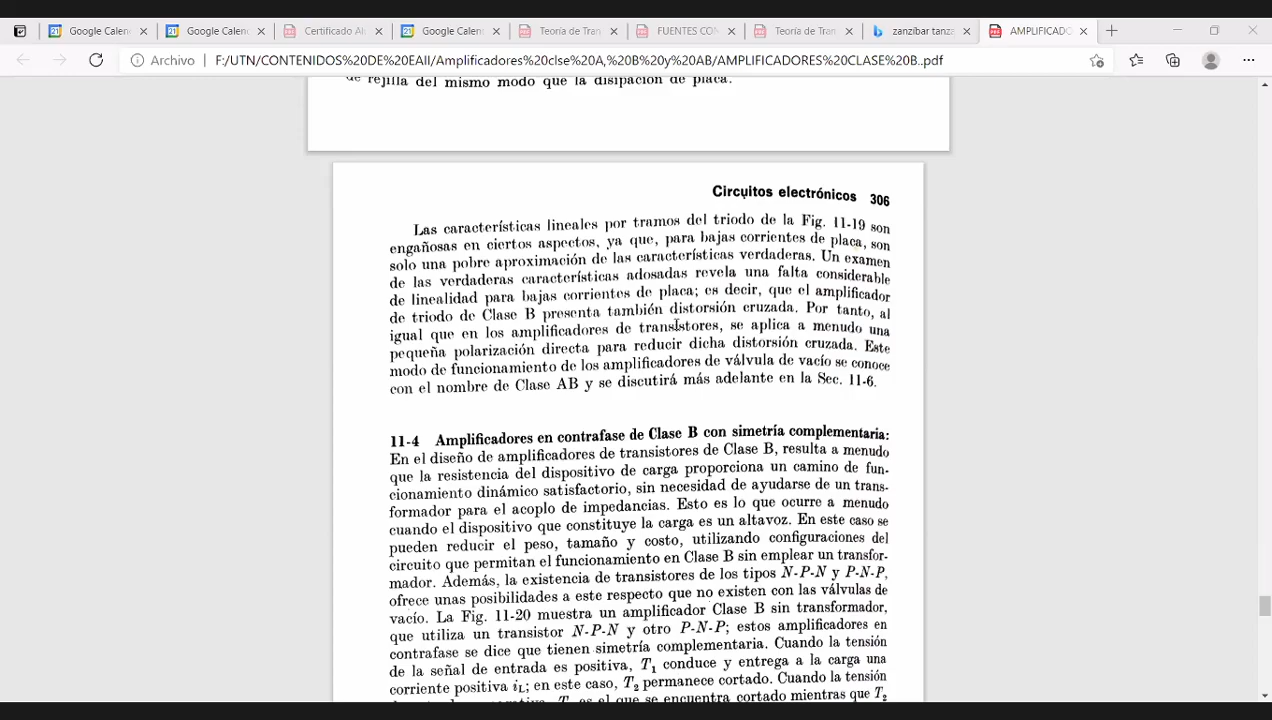 Google Calen
Google Calen
Certificado Al
Google Calen
Teoría de Tran
FUENTES CON
Teoría de Tran
zanzibar tanza
AMPLIFICADO
Archivo
F:/UTN/CONTENIDOS%20DE%20EAII/Amplificadores%20clse%20A,%20B%20y%20AB/AMPLIFICADORES%20CLASE%20B..pdf
de rejilla del mismo modo que la disipación de placa.
Circuitos electrónicos 306
Las características lineales por tramos del triodo de la Fig. 11-19 son
engañosas en ciertos aspectos, ya que, para bajas corrientes de placa, son
solo una pobre aproximación de las características verdaderas. Un examen
de las verdaderas características adosadas revela una falta considerable
de linealidad para bajas corrientes de placa; es decir, que el amplificador
de triodo de Clase B presenta también distorsión cruzada. Por tanto, al
igual que en los amplificadores de transistores, se aplica a menudo una
pequeña polarización directa para reducir dicha distorsión cruzada. Este
modo de funcionamiento de los amplificadores de válvula de vacío se conoce
con el nombre de Clase AB y se discutirá más adelante en la Sec. 11-6.
11-4 Amplificadores en contrafase de Clase B con simetría complementaria:
En el diseño de amplificadores de transistores de Clase B, resulta a menudo
que la resistencia del dispositivo de carga proporciona un camino de fun-
cionamiento dinámico satisfactorio, sin necesidad de ayudarse de un trans-
formador para el acoplo de impedancias. Esto es lo que ocurre a menudo
cuando el dispositivo que constituye la carga es un altavoz. En este caso se
pueden reducir el peso, tamaño y costo, utilizando configuraciones del
circuito que permitan el funcionamiento en Clase B sin emplear un transfor-
mador. Además, la existencia de transistores de los tipos N-P-N y P-N-P,
ofrece unas posibilidades a este respecto que no existen con las válvulas de
vacío. La Fig. 11-20 muestra un amplificador Clase B sin transformador,
que utiliza un transistor N-P-N y otro P-N-P; estos amplificadores en
contrafase se dice que tienen simetría complementaria. Cuando la tensión
de la señal de entrada es positiva, T₁ conduce y entrega a la carga una
corriente positiva iL; en este caso, T₂ permanece cortado. Cuando la tensión
es el que se encuentra cortado mientras que T₂